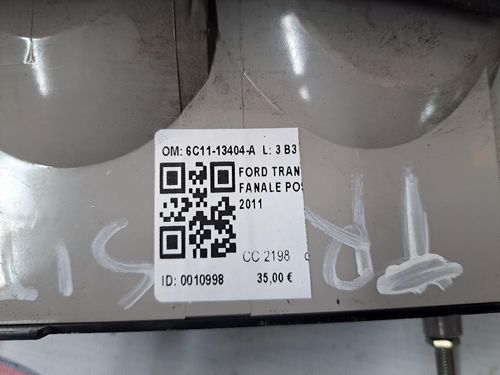 OM: 6C11-13404-A L: 3 B3
FORD TRAN
FANALE POS
2011
CC 2198
ID: 0010998
35,00 €